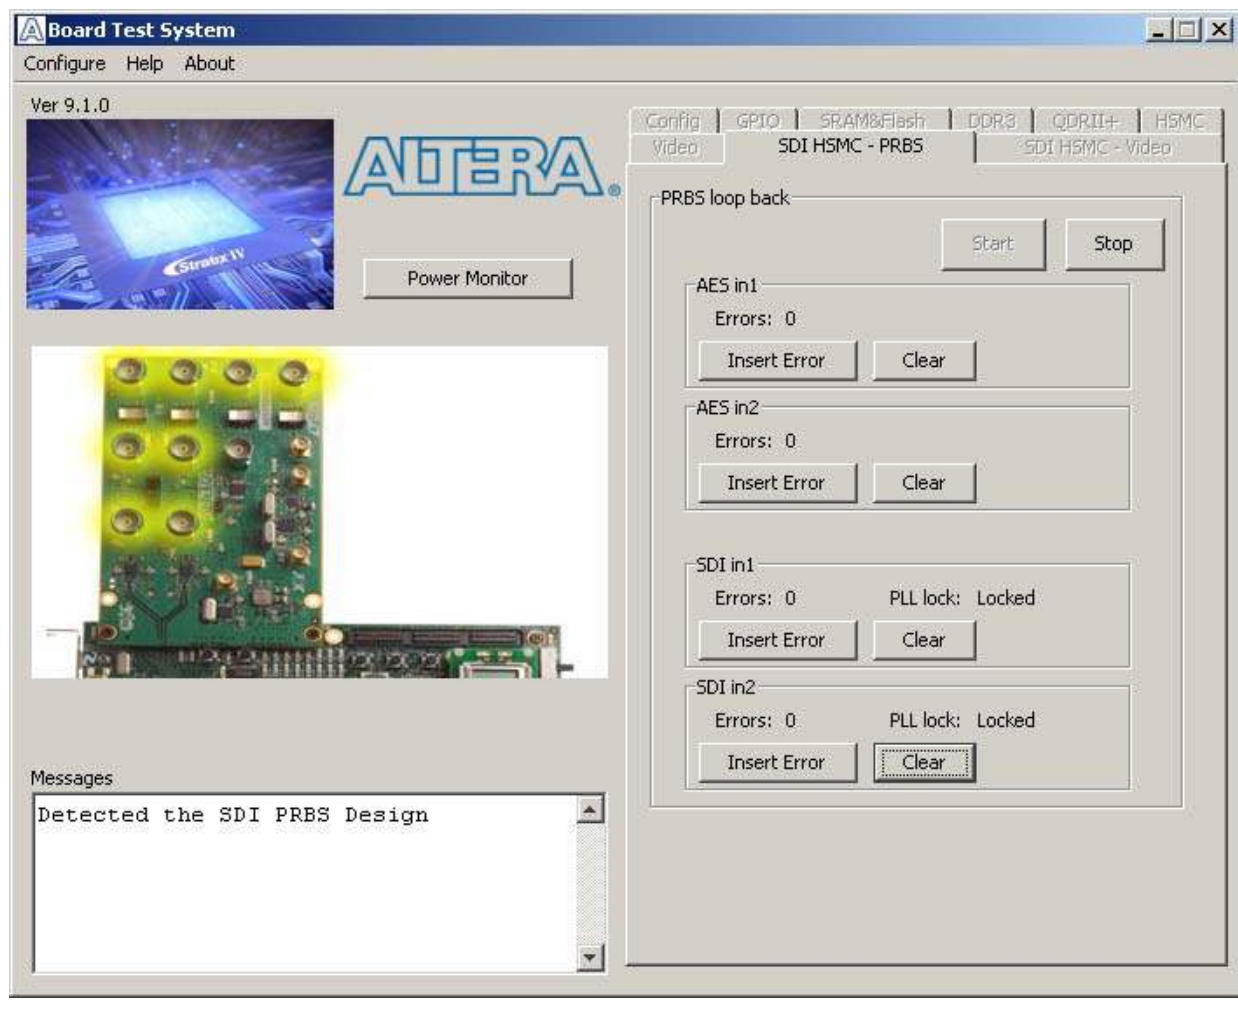 Board Test System
Configure Help About
Ver 9.1.0
ALTERA®
Stratix IV
Power Monitor
Config GPIO SRAM&Flash DDR3 QDRII+ HSMC
Video SDI HSMC - PRBS SDI HSMC - Video
PRBS loop back
Start Stop
AES in1
Errors: 0
Insert Error Clear
AES in2
Errors: 0
Insert Error Clear
SDI in1
Errors: 0 PLL lock: Locked
Insert Error Clear
SDI in2
Errors: 0 PLL lock: Locked
Insert Error Clear
Messages
Detected the SDI PRBS Design